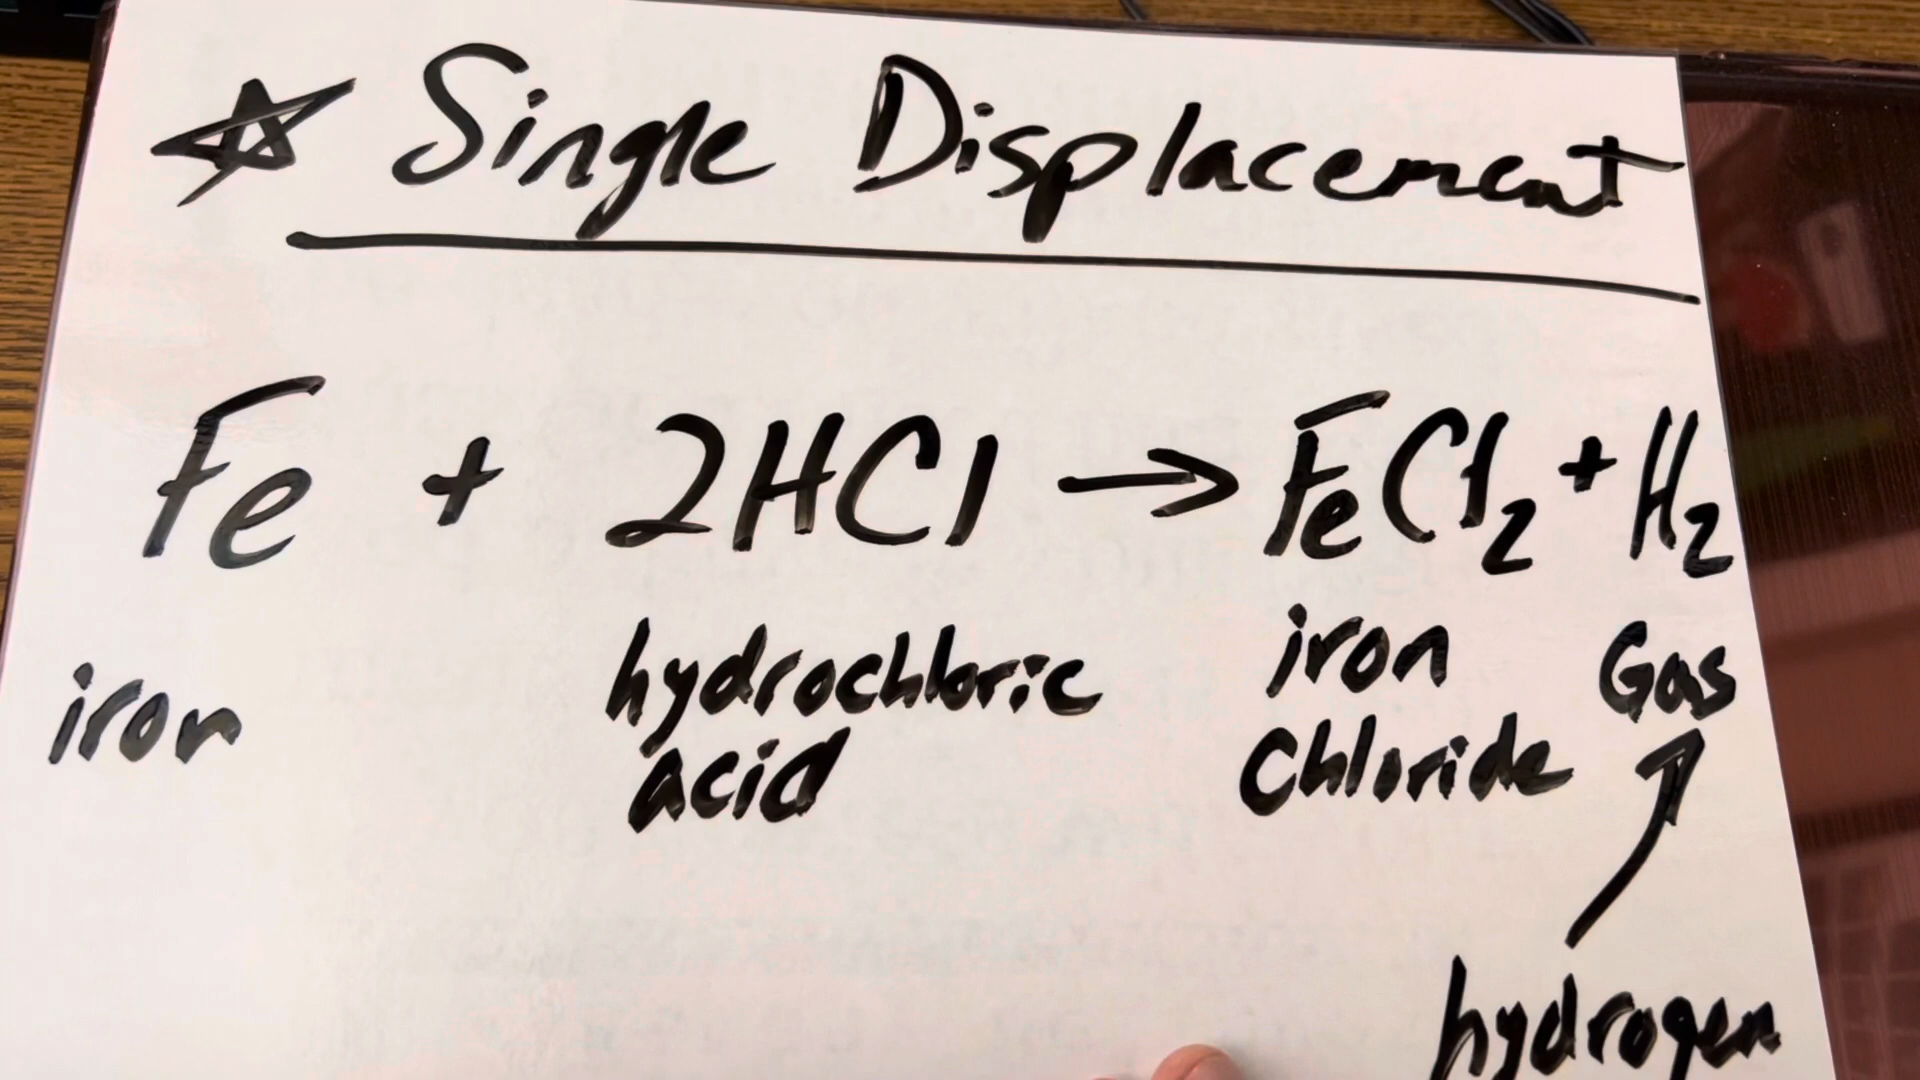 ☆ Single Displacement
Fe + 2HCl → FeCl₂ + H₂
iron
hydrochloric
acid
iron
Chloride
Gas
hydrogen